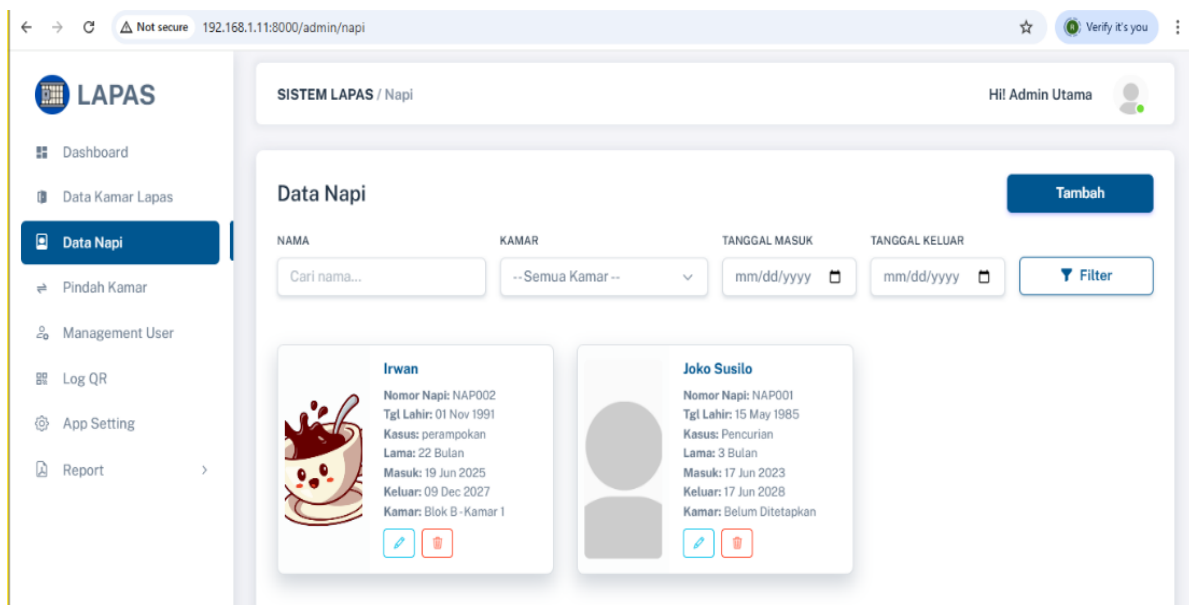 Not secure 192.168.1.11:8000/admin/napi Verify it's you
LAPAS
Dashboard
Data Kamar Lapas
Data Napi
Pindah Kamar
Management User
Log QR
App Setting
Report
SISTEM LAPAS / Napi
Hi! Admin Utama
Data Napi
Tambah
NAMA KAMAR TANGGAL MASUK TANGGAL KELUAR
Cari nama... --Semua Kamar-- mm/dd/yyyy mm/dd/yyyy Filter
Irwan
Nomor Napi: NAP002
Tgl Lahir: 01 Nov 1991
Kasus: perampokan
Lama: 22 Bulan
Masuk: 19 Jun 2025
Keluar: 09 Dec 2027
Kamar: Blok B - Kamar 1
Joko Susilo
Nomor Napi: NAP001
Tgl Lahir: 15 May 1985
Kasus: Pencurian
Lama: 3 Bulan
Masuk: 17 Jun 2023
Keluar: 17 Jun 2028
Kamar: Belum Ditetapkan